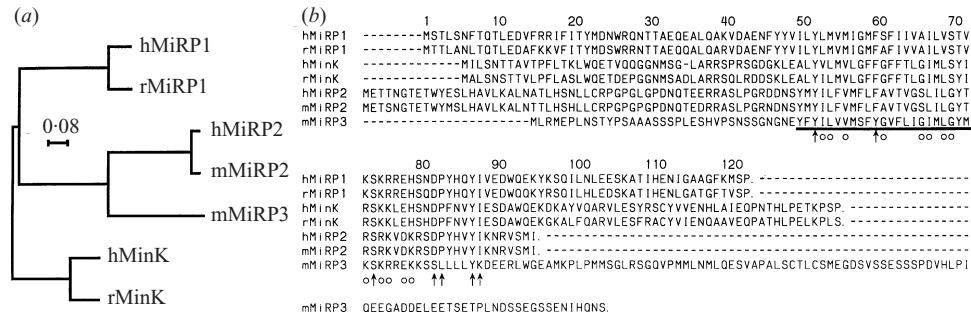 (a)
hMiRP1
rMiRP1
0·08
hMiRP2
mMiRP2
mMiRP3
hMinK
rMinK
(b)
1 10 20 30 40 50 60 70
hMiRP1 --------MSTLSNFTQTLEDVFRRIFITYMDNWRQNTTAEQEALQAKVDAENFYYVILYLMVMIGMFSFIIVAILVSTV
rMiRP1 --------MTTLANLTQTLEDAFKKVFITYMDSWRRNTTAEQQALQARVDAENFYYVILYLMVMIGMFAFIVVAILVSTV
hMinK ------------MILSNTTAVTPFLTKLWQETVQQGGNMSG-LARRSPRSGDGKLEALYVLMVLGFFGFFTLGIMLSYI
rMinK ------------MALSNSTTVLPFLASLWQETDEPGGNMSADLARRSQLRDDSKLEALYILMVLGFFGFFTLGIMLSYI
hMiRP2 METTNGTETWYESLHAVLKALNATLHSNLLCRPGPGLGPDNQTEERRASLPGRDDNSYMYILFVMFLFAVTVGSLILGYT
mMiRP2 METSNGTETWYMSLHAVLKALNTTLHSHLLCRPGPGPGPDNQTEDRRASLPGRNDNSYMYILFVMFLFAVTVGSLILGYT
mMiRP3 --------------------MLRMEPLNSTYPSAAASSSPLESHVPSNSSGNGNEYFYILVVMSFYGVFLIGIMLGYM
80 90 100 110 120
hMiRP1 KSKRREHSNDPYHQYIVEDWQEKYKSQILNLEESKATIHENIGAAGFKMSP.
rMiRP1 KSKRREHSNDPYHQYIVEDWQQKYRSQILHLEDSKATIHENLGATGFTVSP.
hMinK RSKKLEHSNDPFNVYIESDAWQEKDKAYVQARVLESYRSCYVVENHLAIEQPNTHLPETKPSP.
rMinK RSKKLEHSHDPFNVYIESDAWQEKGKALFQARVLESFRACYVIENQAAVEQPATHLPELKPLS.
hMiRP2 RSRKVDKRSDPYHVYIKNRVSMI.
mMiRP2 RSRKVDKRSDPYHVYIKNRVSMI.
mMiRP3 KSKRREKKSSLLLLYKDEERLWGEAMKPLPMMSGLRSGQVPMMLNMLQESVAPALSCTLCSMEGDSVSSESSSPDVHLPI
mMiRP3 QEEGADDELEETSETPLNDSSEGSSENIHQNS.